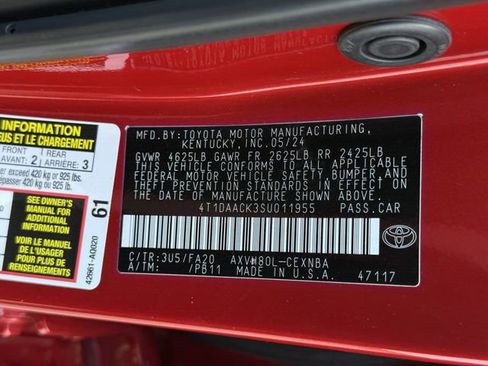 INFORMATION
US ET LE CHARGEMENT
FRONT
AVANT 2
REAR
ARRIÈRE: 3
exceed 420 kg or 925 lbs.
dépasser 420 kg ou 925 lb.
SEE OWNER'S
MANUAL FOR
ADDITIONAL
INFORMATION
VOIR LE MANUEL
DE L'USAGER
POUR PLUS DE
RENSEIGNEMENTS
42661-A0020
61
MFD.BY:TOYOTA MOTOR MANUFACTURING,
KENTUCKY, INC.05/24
GVWR 4625LB GAWR FR 2625LB RR 2425LB
THIS VEHICLE CONFORMS TO ALL APPLICABLE
FEDERAL MOTOR VEHICLE SAFETY,BUMPER,AND
THEFT PREVENTION STANDARDS IN EFFECT ON
THE DATE OF MANUFACTURE SHOWN ABOVE.
4T1DAACK3SU011955 PASS.CAR
C/TR:3U5/FA20 AXVH80L-CEXNBA
A/TM: /PB11 MADE IN U.S.A. 47117
TOYOTA